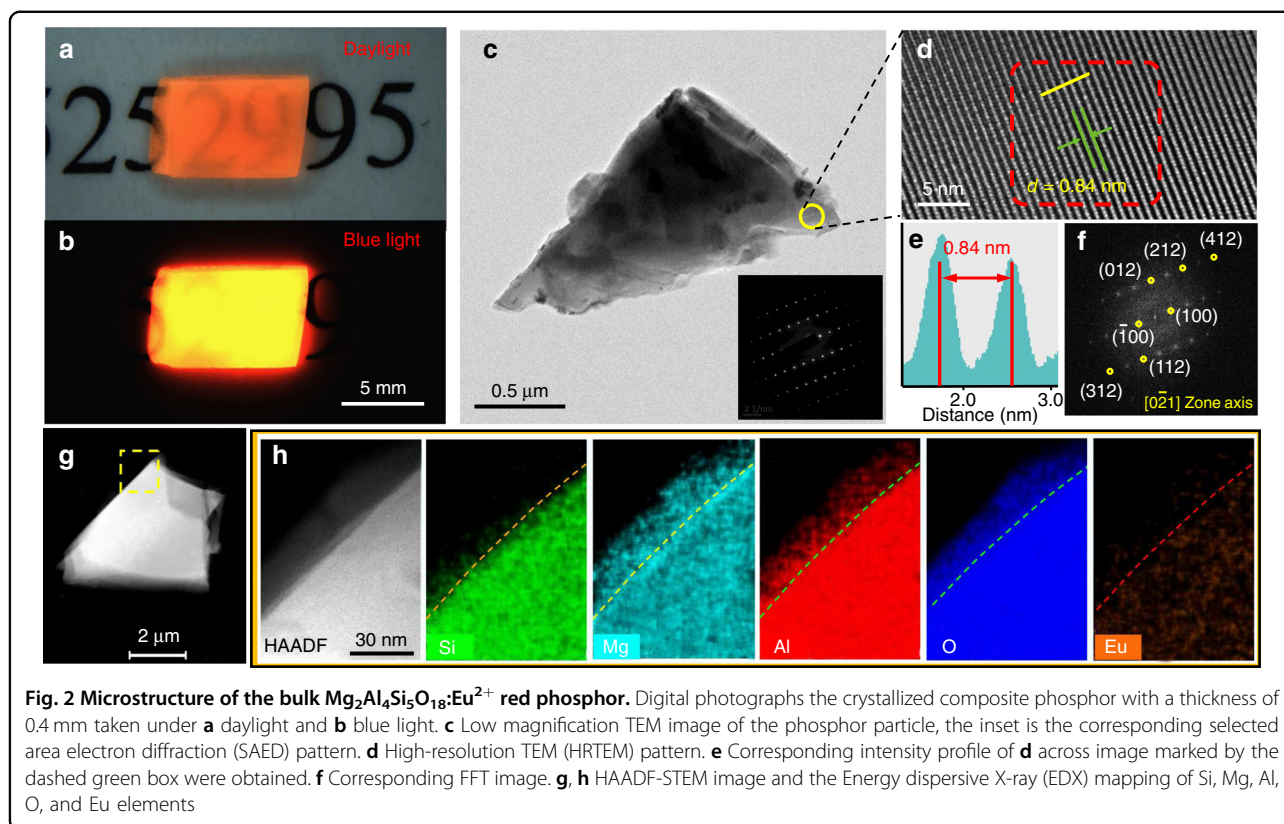 a
Daylight
525 29 95
b
Blue light
9
5 mm
c
0.5 μm
2 1/nm
d
d = 0.84 nm
5 nm
e
0.84 nm
2.0 3.0
Distance (nm)
f
(412)
(212)
(012)
(100)
(1̄00)
(112)
(312)
[02̄1] Zone axis
g
2 μm
h
HAADF
30 nm
Si
Mg
Al
O
Eu
Fig. 2 Microstructure of the bulk Mg₂Al₄Si₅O₁₈:Eu²⁺ red phosphor. Digital photographs the crystallized composite phosphor with a thickness of
0.4 mm taken under a daylight and b blue light. c Low magnification TEM image of the phosphor particle, the inset is the corresponding selected
area electron diffraction (SAED) pattern. d High-resolution TEM (HRTEM) pattern. e Corresponding intensity profile of d across image marked by the
dashed green box were obtained. f Corresponding FFT image. g, h HAADF-STEM image and the Energy dispersive X-ray (EDX) mapping of Si, Mg, Al,
O, and Eu elements